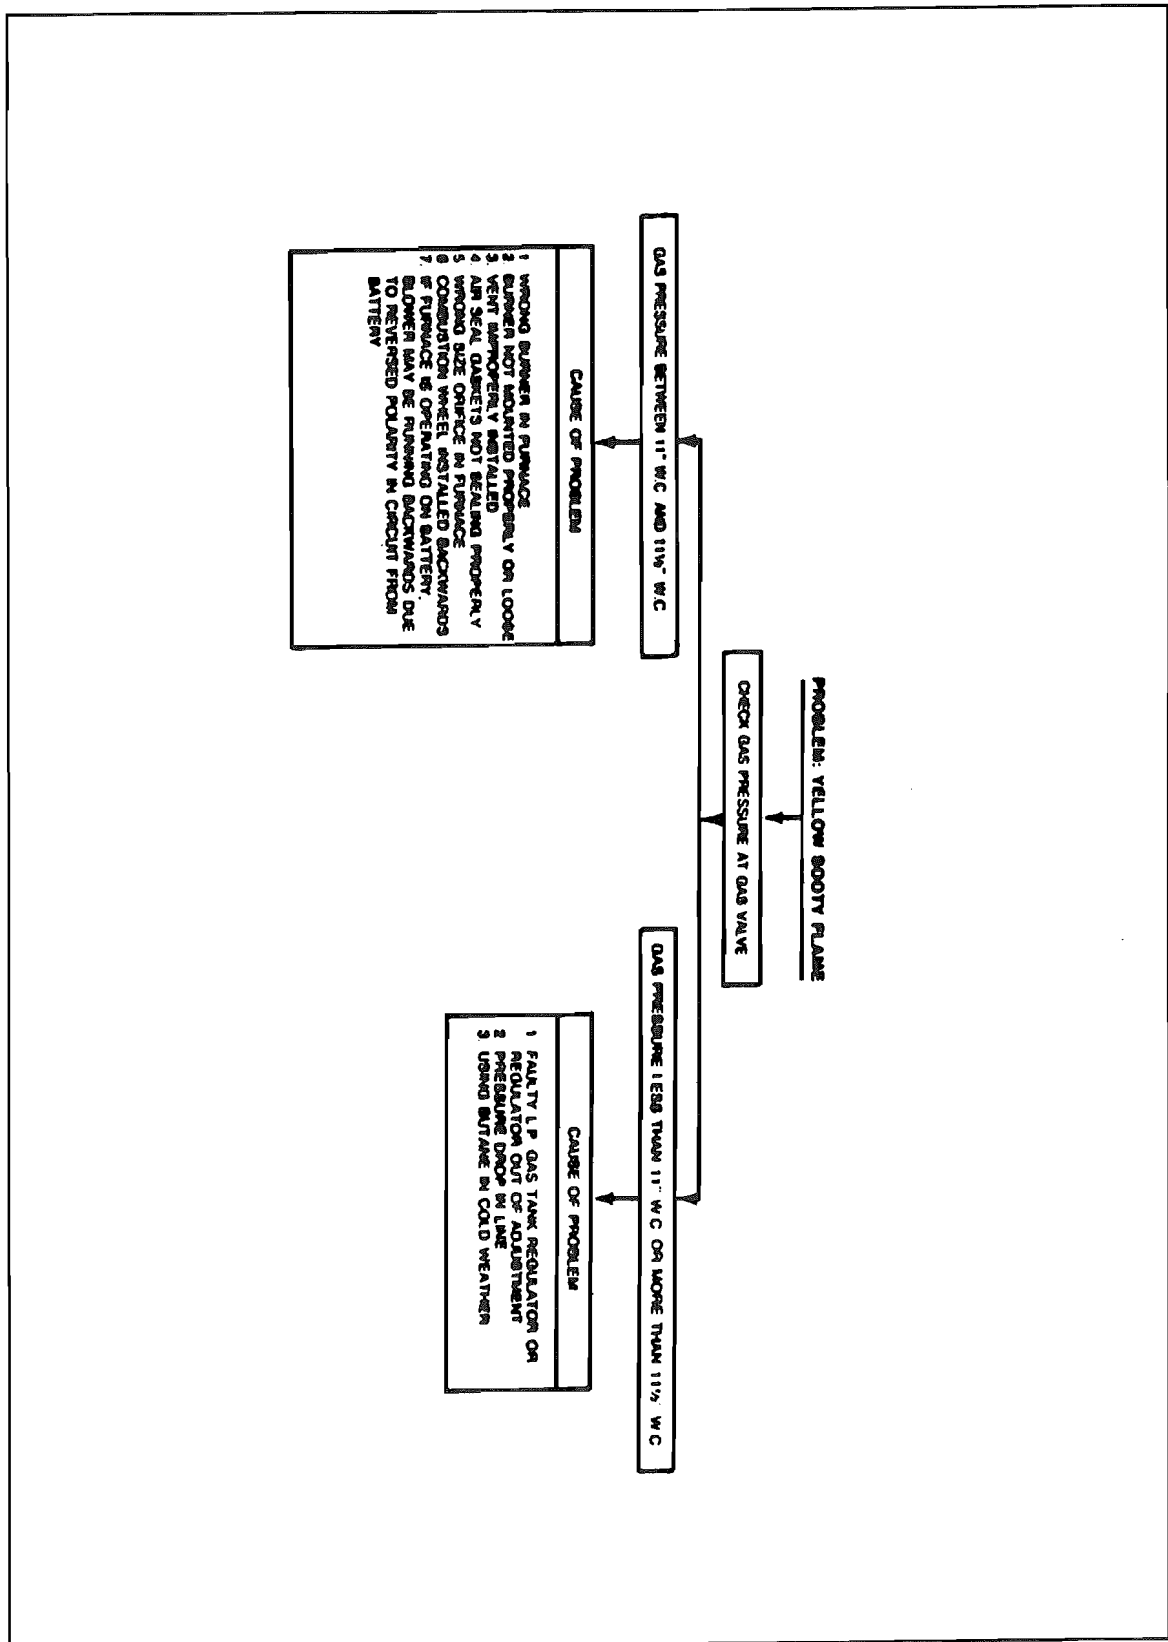 PROBLEM: YELLOW SOOTY FLAME
CHECK GAS PRESSURE AT GAS VALVE
GAS PRESSURE BETWEEN 11" W.C AND 11½" W.C
CAUSE OF PROBLEM
1 WRONG BURNER IN FURNACE
2. BURNER NOT MOUNTED PROPERLY OR LOOSE
3. VENT IMPROPERLY INSTALLED
4. AIR SEAL GASKETS NOT SEALING PROPERLY
5 WRONG SIZE ORIFICE IN FURNACE
6 COMBUSTION WHEEL INSTALLED BACKWARDS
7. IF FURNACE IS OPERATING ON BATTERY,
BLOWER MAY BE RUNNING BACKWARDS DUE
TO REVERSED POLARITY IN CIRCUIT FROM
BATTERY
GAS PRESSURE LESS THAN 11" W C OR MORE THAN 11½" W C
CAUSE OF PROBLEM
1 FAULTY L P GAS TANK REGULATOR OR
REGULATOR OUT OF ADJUSTMENT
2 PRESSURE DROP IN LINE
3. USING BUTANE IN COLD WEATHER